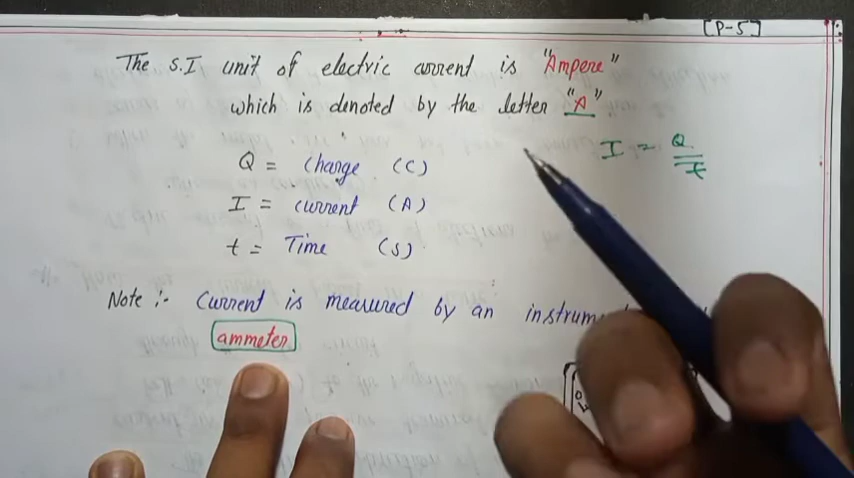 [P-5]
The S.I unit of electric current is "Ampere"
which is denoted by the letter "A"
I = Q/t
Q = Charge (C)
I = current (A)
t = Time (S)
Note :- Current is measured by an
ammeter